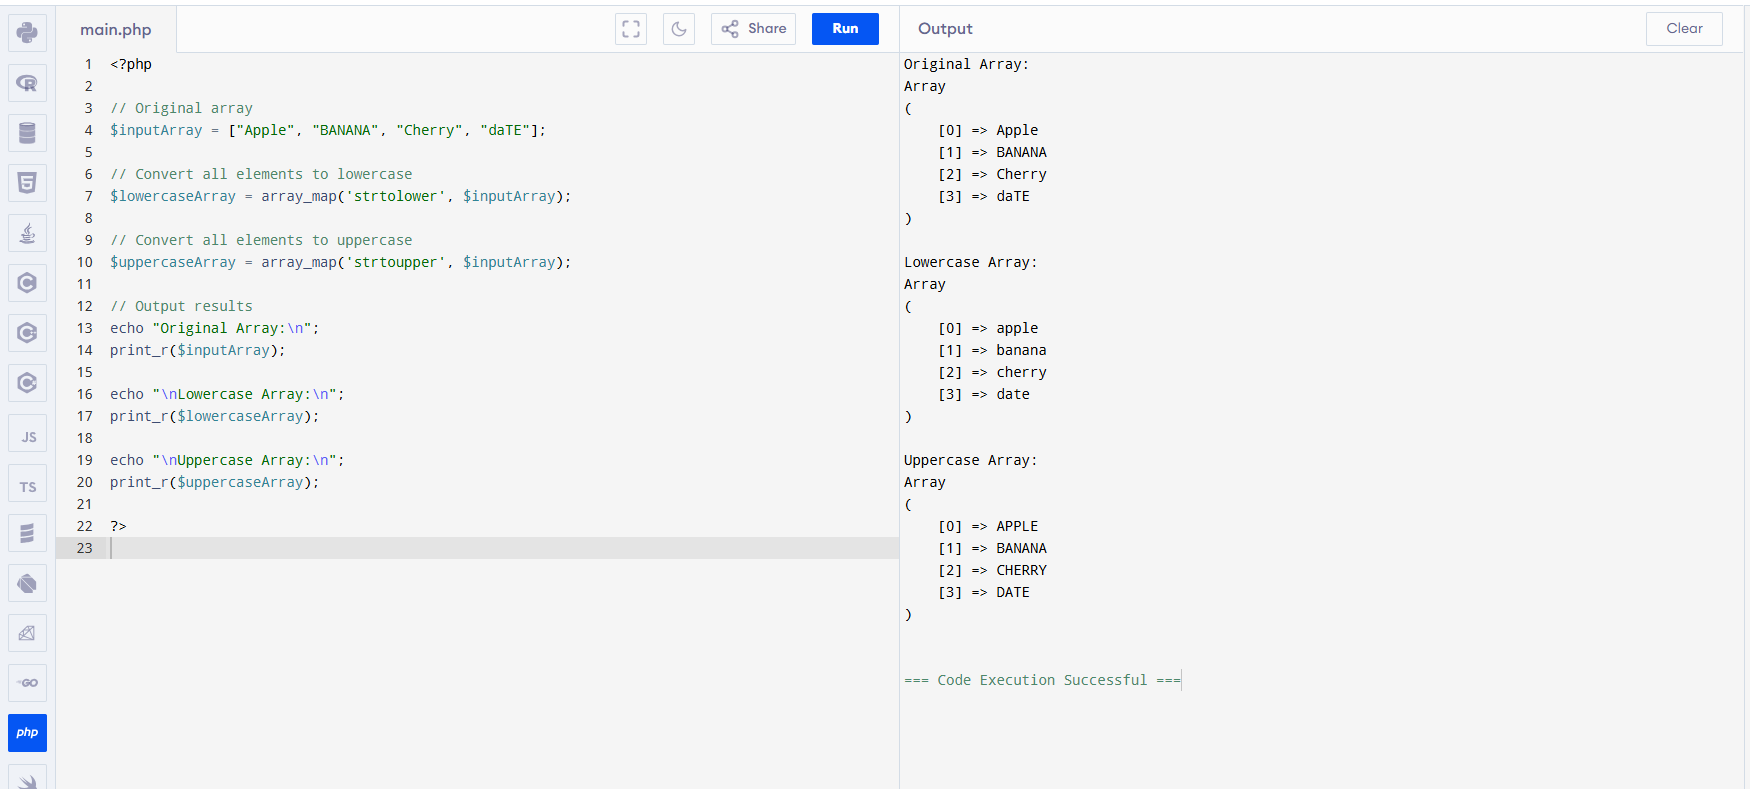 main.php
Share
Run
Output
Clear
1 <?php
2
3 // Original array
4 $inputArray = ["Apple", "BANANA", "Cherry", "daTE"];
5
6 // Convert all elements to lowercase
7 $lowercaseArray = array_map('strtolower', $inputArray);
8
9 // Convert all elements to uppercase
10 $uppercaseArray = array_map('strtoupper', $inputArray);
11
12 // Output results
13 echo "Original Array:\n";
14 print_r($inputArray);
15
16 echo "\nLowercase Array:\n";
17 print_r($lowercaseArray);
18
19 echo "\nUppercase Array:\n";
20 print_r($uppercaseArray);
21
22 ?>
23
Original Array:
Array
(
    [0] => Apple
    [1] => BANANA
    [2] => Cherry
    [3] => daTE
)
Lowercase Array:
Array
(
    [0] => apple
    [1] => banana
    [2] => cherry
    [3] => date
)
Uppercase Array:
Array
(
    [0] => APPLE
    [1] => BANANA
    [2] => CHERRY
    [3] => DATE
)
=== Code Execution Successful ===
R
5
C
C
C
JS
TS
GO
php